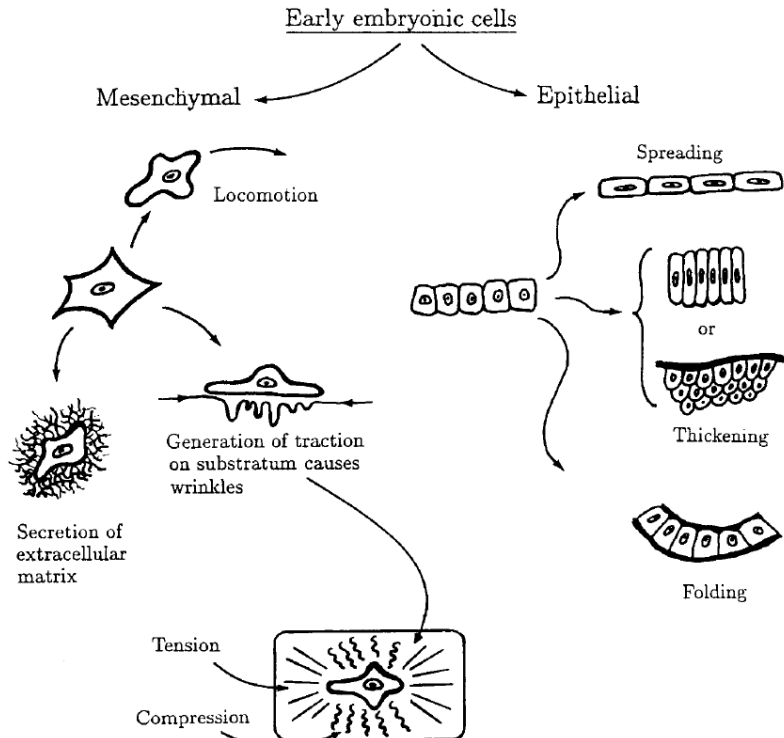 Early embryonic cells
Mesenchymal
Epithelial
Spreading
Locomotion
or
Generation of traction
on substratum causes
wrinkles
Thickening
Secretion of
extracellular
matrix
Folding
Tension
Compression